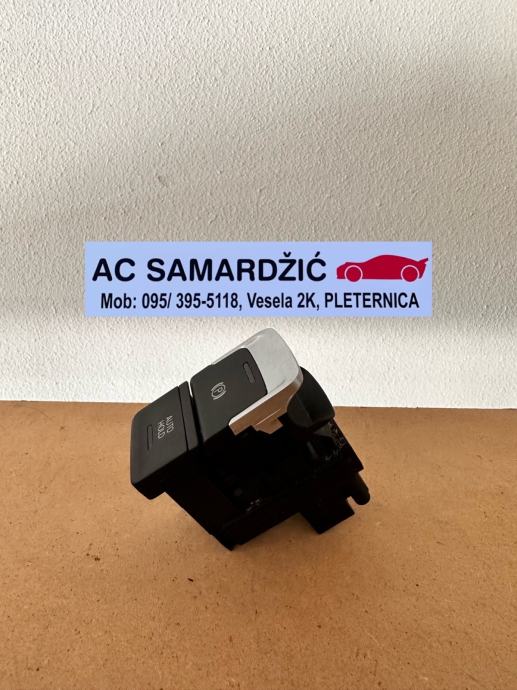 AC SAMARDŽIĆ
Mob: 095/ 395-5118, Vesela 2K, PLETERNICA
(P)
AUTO
HOLD